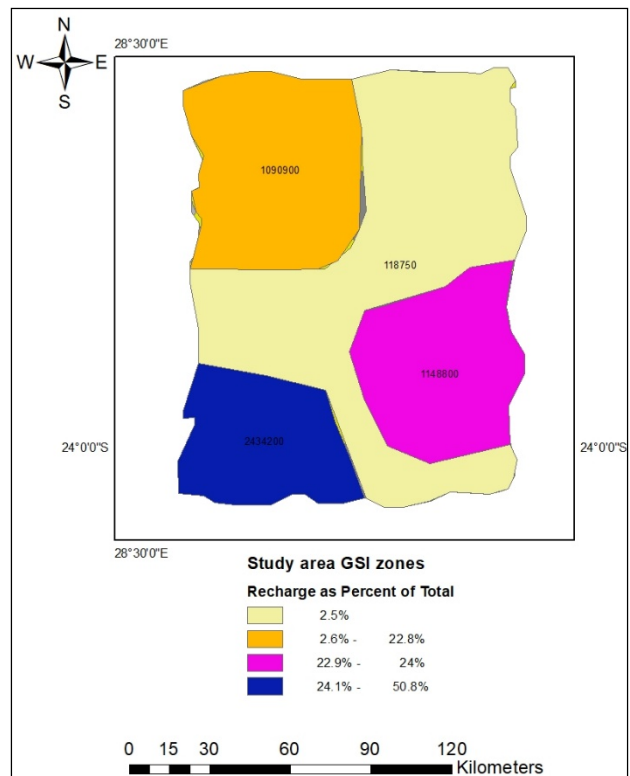 N
W E
S
28°30'0"E
1090900
118750
1148800
2434200
24°0'0"S 24°0'0"S
28°30'0"E
Study area GSI zones
Recharge as Percent of Total
2.5%
2.6% - 22.8%
22.9% - 24%
24.1% - 50.8%
0 15 30 60 90 120
Kilometers